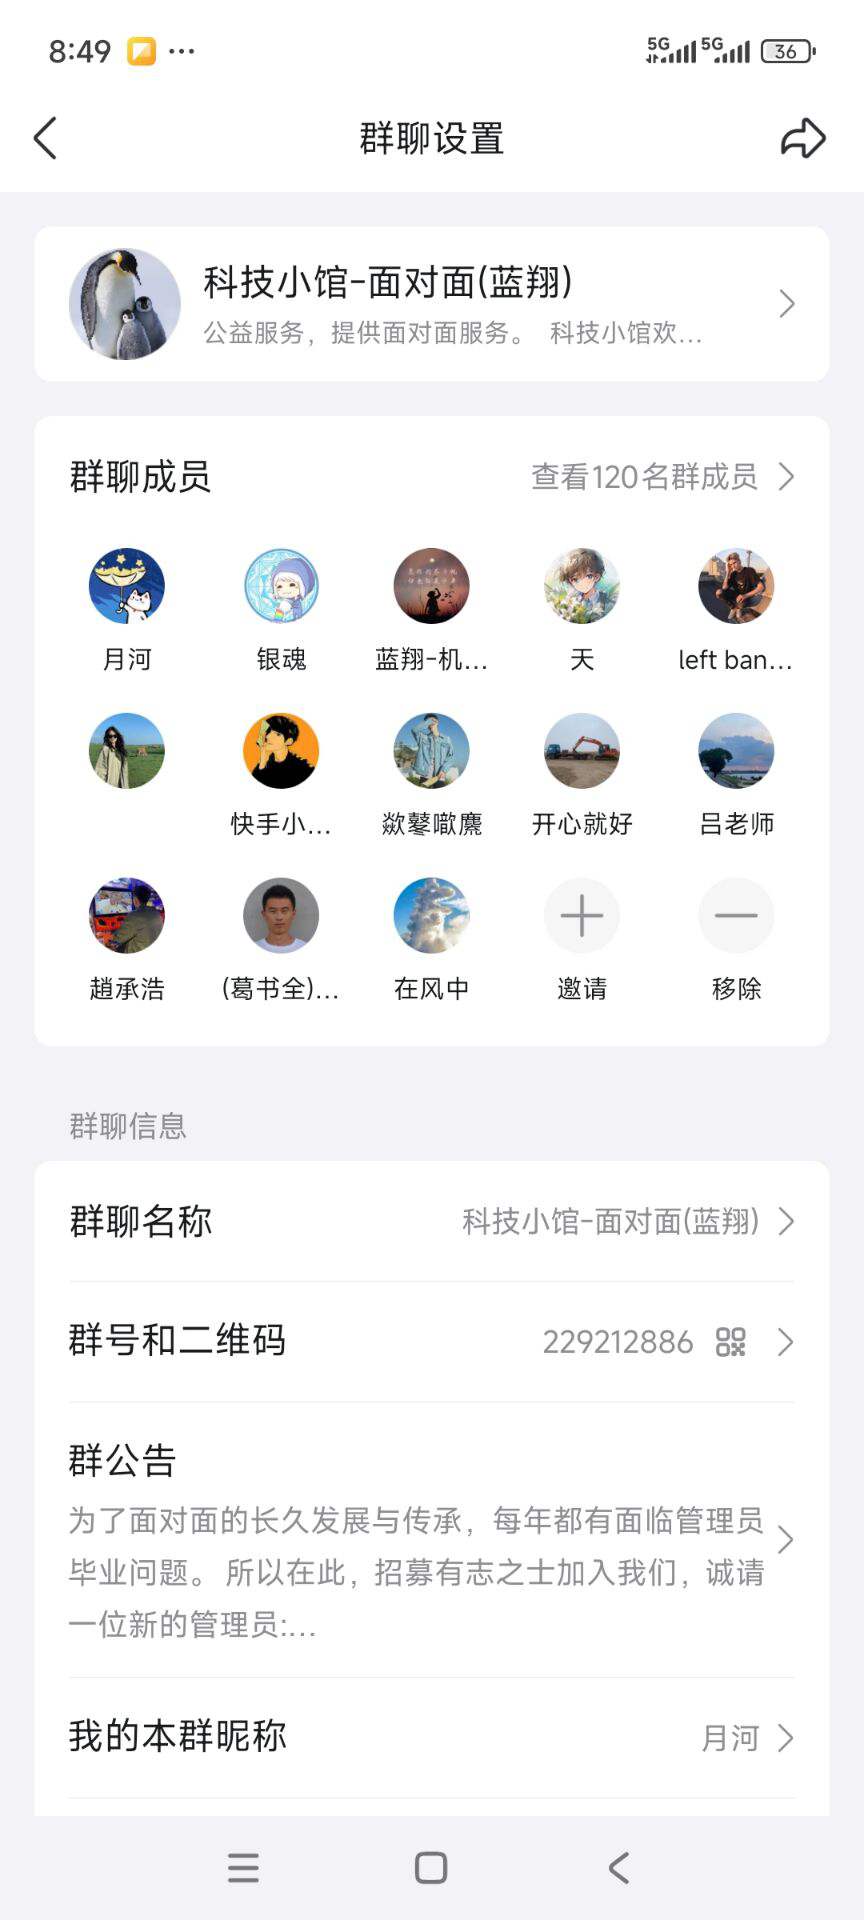 8:49
5G 5G 36
群聊设置
科技小馆-面对面(蓝翔)
公益服务，提供面对面服务。 科技小馆欢...
群聊成员 查看120名群成员
月河 银魂 蓝翔-机... 天 left ban...
快手小... 歘鼕噷麃 开心就好 吕老师
趙承浩 (葛书全)... 在风中 邀请 移除
群聊信息
群聊名称 科技小馆-面对面(蓝翔)
群号和二维码 229212886
群公告
为了面对面的长久发展与传承，每年都有面临管理员
毕业问题。 所以在此，招募有志之士加入我们，诚请
一位新的管理员:...
我的本群昵称 月河